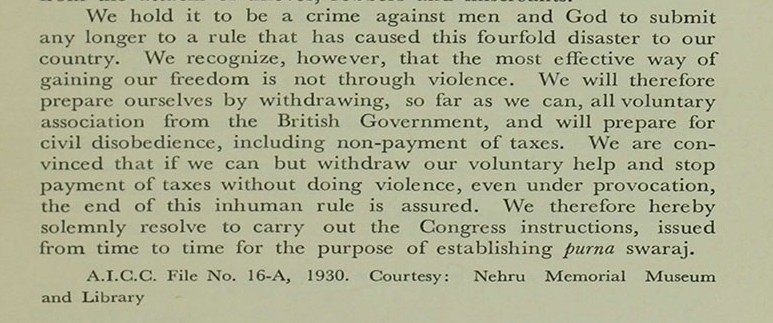 We hold it to be a crime against men and God to submit
any longer to a rule that has caused this fourfold disaster to our
country. We recognize, however, that the most effective way of
gaining our freedom is not through violence. We will therefore
prepare ourselves by withdrawing, so far as we can, all voluntary
association from the British Government, and will prepare for
civil disobedience, including non-payment of taxes. We are con-
vinced that if we can but withdraw our voluntary help and stop
payment of taxes without doing violence, even under provocation,
the end of this inhuman rule is assured. We therefore hereby
solemnly resolve to carry out the Congress instructions, issued
from time to time for the purpose of establishing purna swaraj.
A.I.C.C. File No. 16-A, 1930. Courtesy: Nehru Memorial Museum
and Library